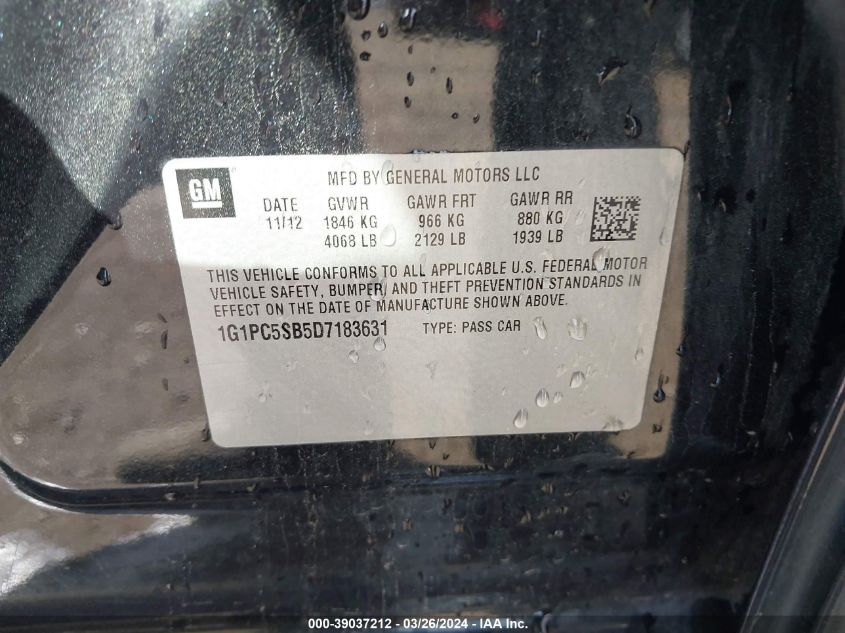 GM
MFD BY GENERAL MOTORS LLC
DATE GVWR GAWR FRT GAWR RR
11/12 1846 KG 966 KG 880 KG
4068 LB 2129 LB 1939 LB
THIS VEHICLE CONFORMS TO ALL APPLICABLE U.S. FEDERAL MOTOR
VEHICLE SAFETY, BUMPER, AND THEFT PREVENTION STANDARDS IN
EFFECT ON THE DATE OF MANUFACTURE SHOWN ABOVE.
1G1PC5SB5D7183631 TYPE: PASS CAR
000-39037212 - 03/26/2024 - IAA Inc.